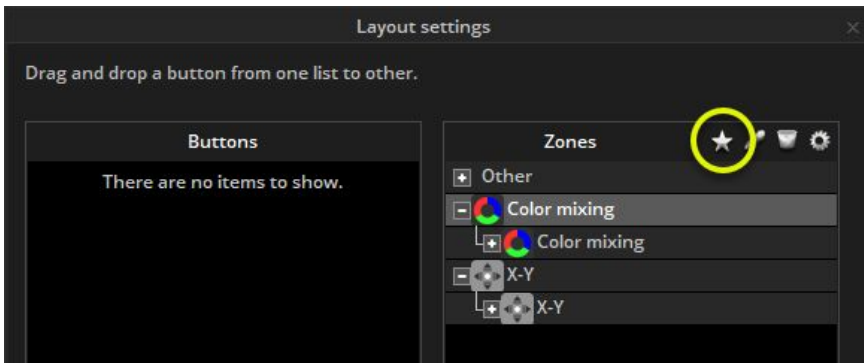 Layout settings
Drag and drop a button from one list to other.
Buttons
There are no items to show.
Zones
Other
Color mixing
Color mixing
X-Y
X-Y